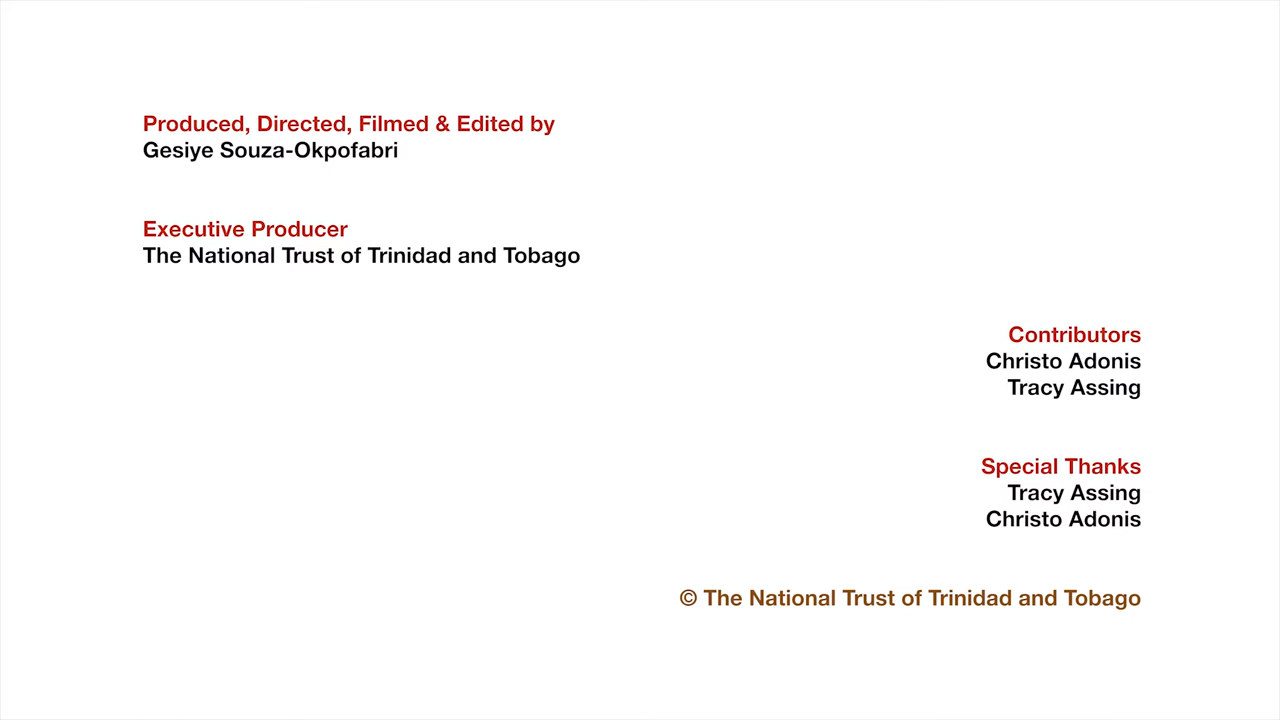 Produced, Directed, Filmed & Edited by
Gesiye Souza-Okpofabri
Executive Producer
The National Trust of Trinidad and Tobago
Contributors
Christo Adonis
Tracy Assing
Special Thanks
Tracy Assing
Christo Adonis
© The National Trust of Trinidad and Tobago